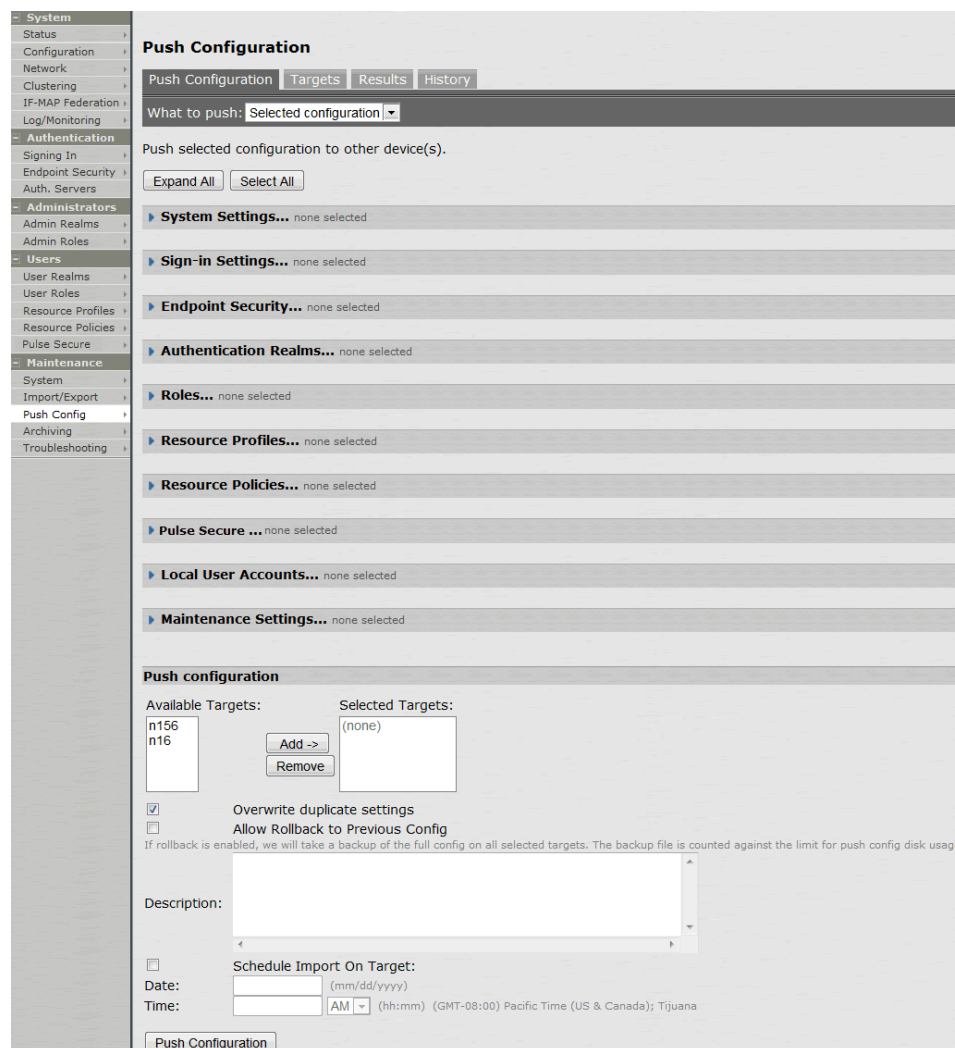 System
Status
Configuration
Network
Clustering
IF-MAP Federation
Log/Monitoring
Authentication
Signing In
Endpoint Security
Auth. Servers
Administrators
Admin Realms
Admin Roles
Users
User Realms
User Roles
Resource Profiles
Resource Policies
Pulse Secure
Maintenance
System
Import/Export
Push Config
Archiving
Troubleshooting
Push Configuration
Push Configuration Targets Results History
What to push: Selected configuration
Push selected configuration to other device(s).
Expand All Select All
System Settings... none selected
Sign-in Settings... none selected
Endpoint Security... none selected
Authentication Realms... none selected
Roles... none selected
Resource Profiles... none selected
Resource Policies... none selected
Pulse Secure ... none selected
Local User Accounts... none selected
Maintenance Settings... none selected
Push configuration
Available Targets: Selected Targets:
n156
n16
Add ->
Remove
(none)
Overwrite duplicate settings
Allow Rollback to Previous Config
If rollback is enabled, we will take a backup of the full config on all selected targets. The backup file is counted against the limit for push config disk usag
Description:
Schedule Import On Target:
Date: (mm/dd/yyyy)
Time: AM (hh:mm) (GMT-08:00) Pacific Time (US & Canada); Tijuana
Push Configuration